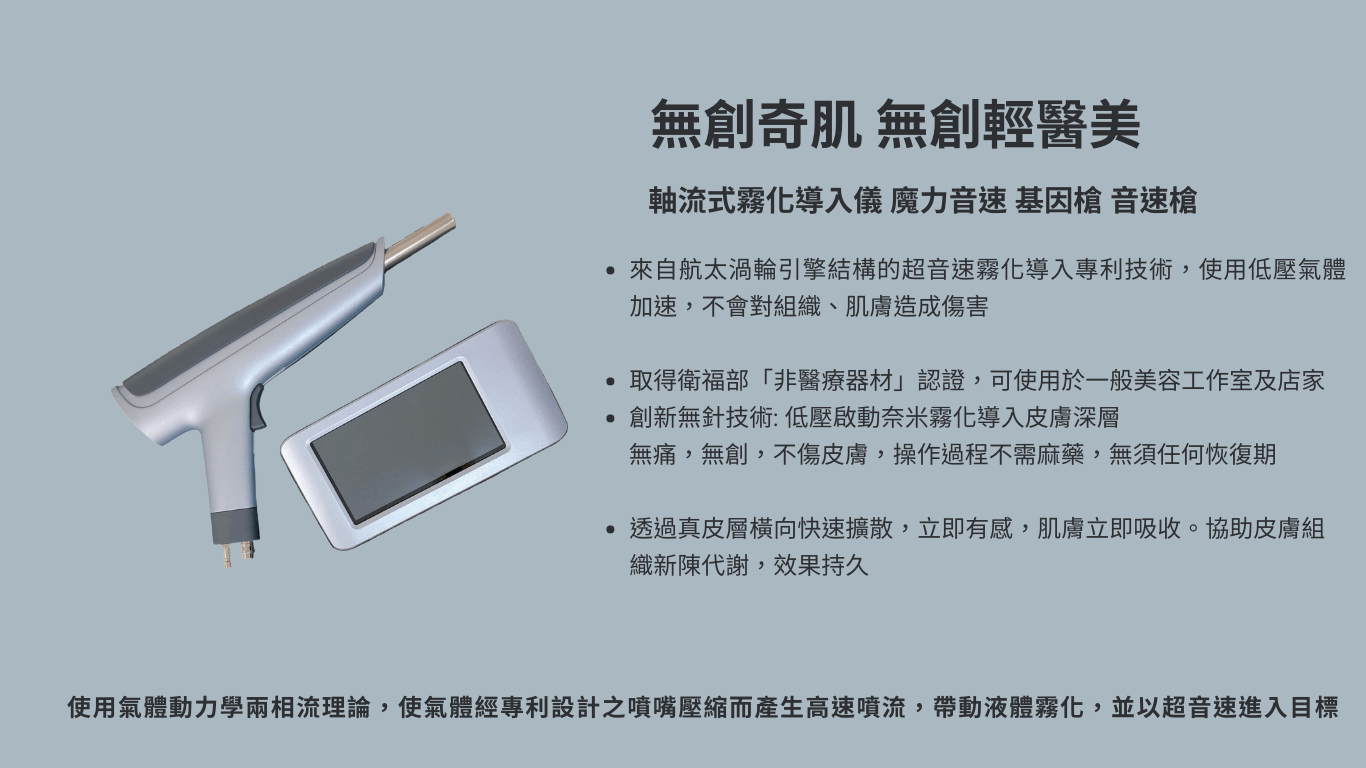 無創奇肌 無創輕醫美
軸流式霧化導入儀 魔力音速 基因槍 音速槍
• 來自航太渦輪引擎結構的超音速霧化導入專利技術，使用低壓氣體
加速，不會對組織、肌膚造成傷害
• 取得衛福部「非醫療器材」認證，可使用於一般美容工作室及店家
• 創新無針技術: 低壓啟動奈米霧化導入皮膚深層
無痛，無創，不傷皮膚，操作過程不需麻藥，無須任何恢復期
• 透過真皮層橫向快速擴散，立即有感，肌膚立即吸收。協助皮膚組
織新陳代謝，效果持久
使用氣體動力學兩相流理論，使氣體經專利設計之噴嘴壓縮而產生高速噴流，帶動液體霧化，並以超音速進入目標